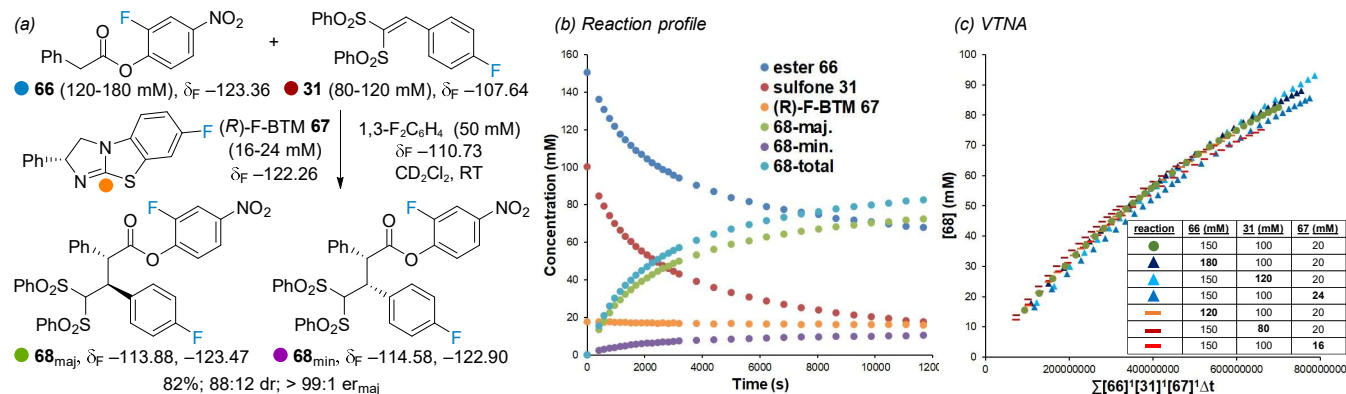 (a)
F
NO2
Ph
O
O
+
PhO2S
PhO2S
F
66 (120-180 mM), δF −123.36
31 (80-120 mM), δF −107.64
F
N
Ph
N
S
(R)-F-BTM 67
(16-24 mM)
δF −122.26
1,3-F2C6H4 (50 mM)
δF −110.73
CD2Cl2, RT
F
NO2
O
Ph
O
PhO2S
PhO2S
F
F
NO2
O
Ph
O
PhO2S
PhO2S
F
68maj, δF −113.88, −123.47
68min, δF −114.58, −122.90
82%; 88:12 dr; > 99:1 ermaj
(b) Reaction profile
Concentration (mM)
160
140
120
100
80
60
40
20
0
0 2000 4000 6000 8000 10000 12000
Time (s)
ester 66
sulfone 31
(R)-F-BTM 67
68-maj.
68-min.
68-total
(c) VTNA
[68] (mM)
100
90
80
70
60
50
40
30
20
10
0
0 200000000 400000000 600000000 800000000
∑[66]¹[31]¹[67]¹Δt
reaction 66 (mM) 31 (mM) 67 (mM)
150 100 20
180 100 20
150 120 20
150 100 24
120 100 20
150 80 20
150 100 16